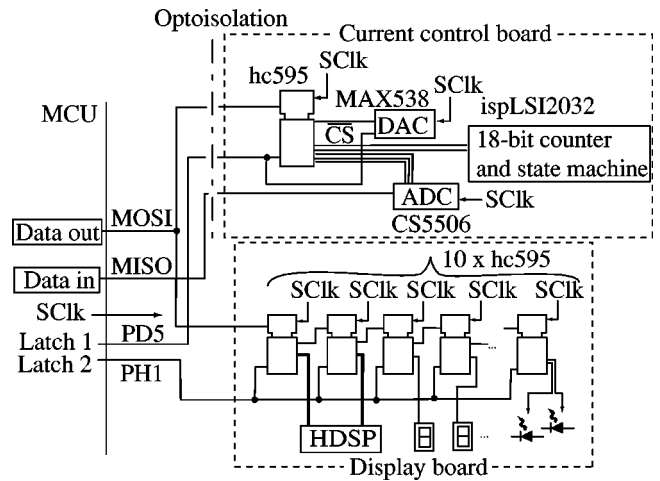 Optoisolation
Current control board
SClk
hc595
MCU
MAX538
SClk
ispLSI2032
CS
DAC
18-bit counter
and state machine
ADC
SClk
CS5506
MOSI
Data out
MISO
Data in
10 x hc595
SClk SClk SClk SClk SClk
SClk
Latch 1
PD5
Latch 2
PH1
...
HDSP
...
Display board